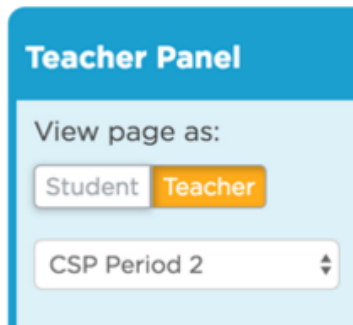 Teacher Panel
View page as:
Student Teacher
CSP Period 2